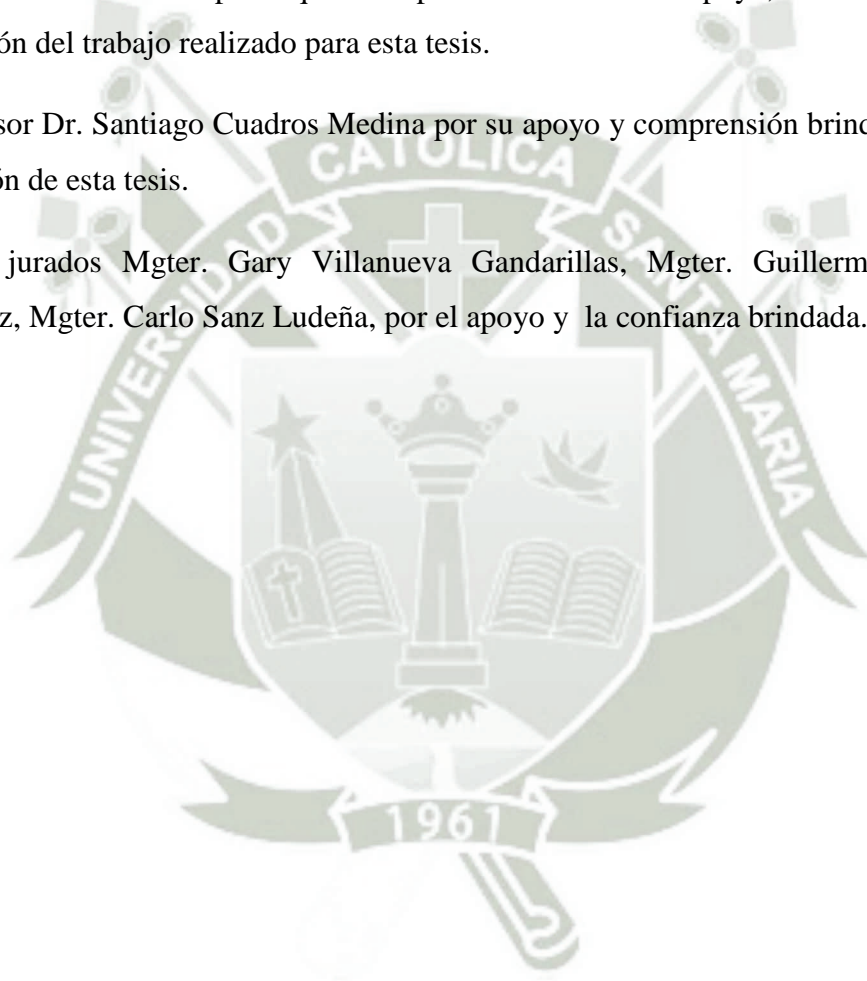 ón del trabajo realizado para esta tesis.
sor Dr. Santiago Cuadros Medina por su apoyo y comprensión brind
ón de esta tesis.
jurados Mgter. Gary Villanueva Gandarillas, Mgter. Guillerm
z, Mgter. Carlo Sanz Ludeña, por el apoyo y la confianza brindada.
UNIVERSIDAD CATOLICA SANTA MARIA
1961